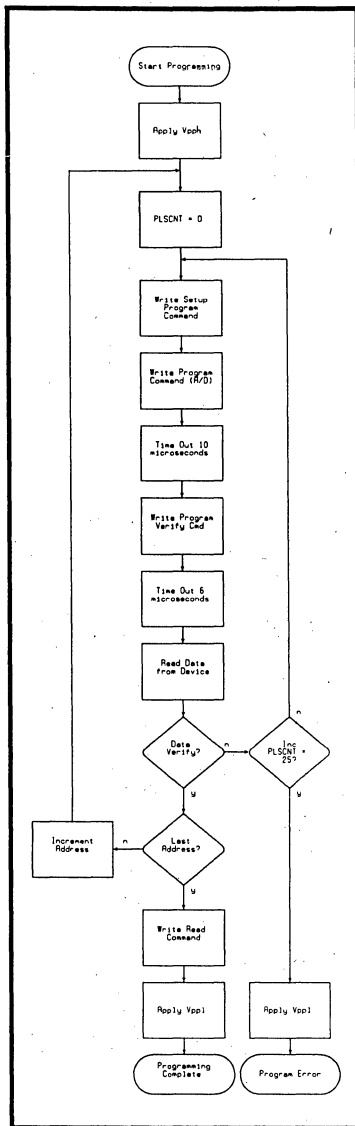 Start Programming
Apply Vpph
PLSCNT = 0
Write Setup
Program
Command
Write Program
Command (A/D)
Time Out 10
microseconds
Write Program
Verify Cmd
Time Out 6
microseconds
Read Data
from Device
Data
Verify?
n
Inc
PLSCNT =
25?
n
y
y
Increment
Address
n
Last
Address?
y
Write Read
Command
Apply Vppl
Apply Vppl
Programming
Complete
Program Error